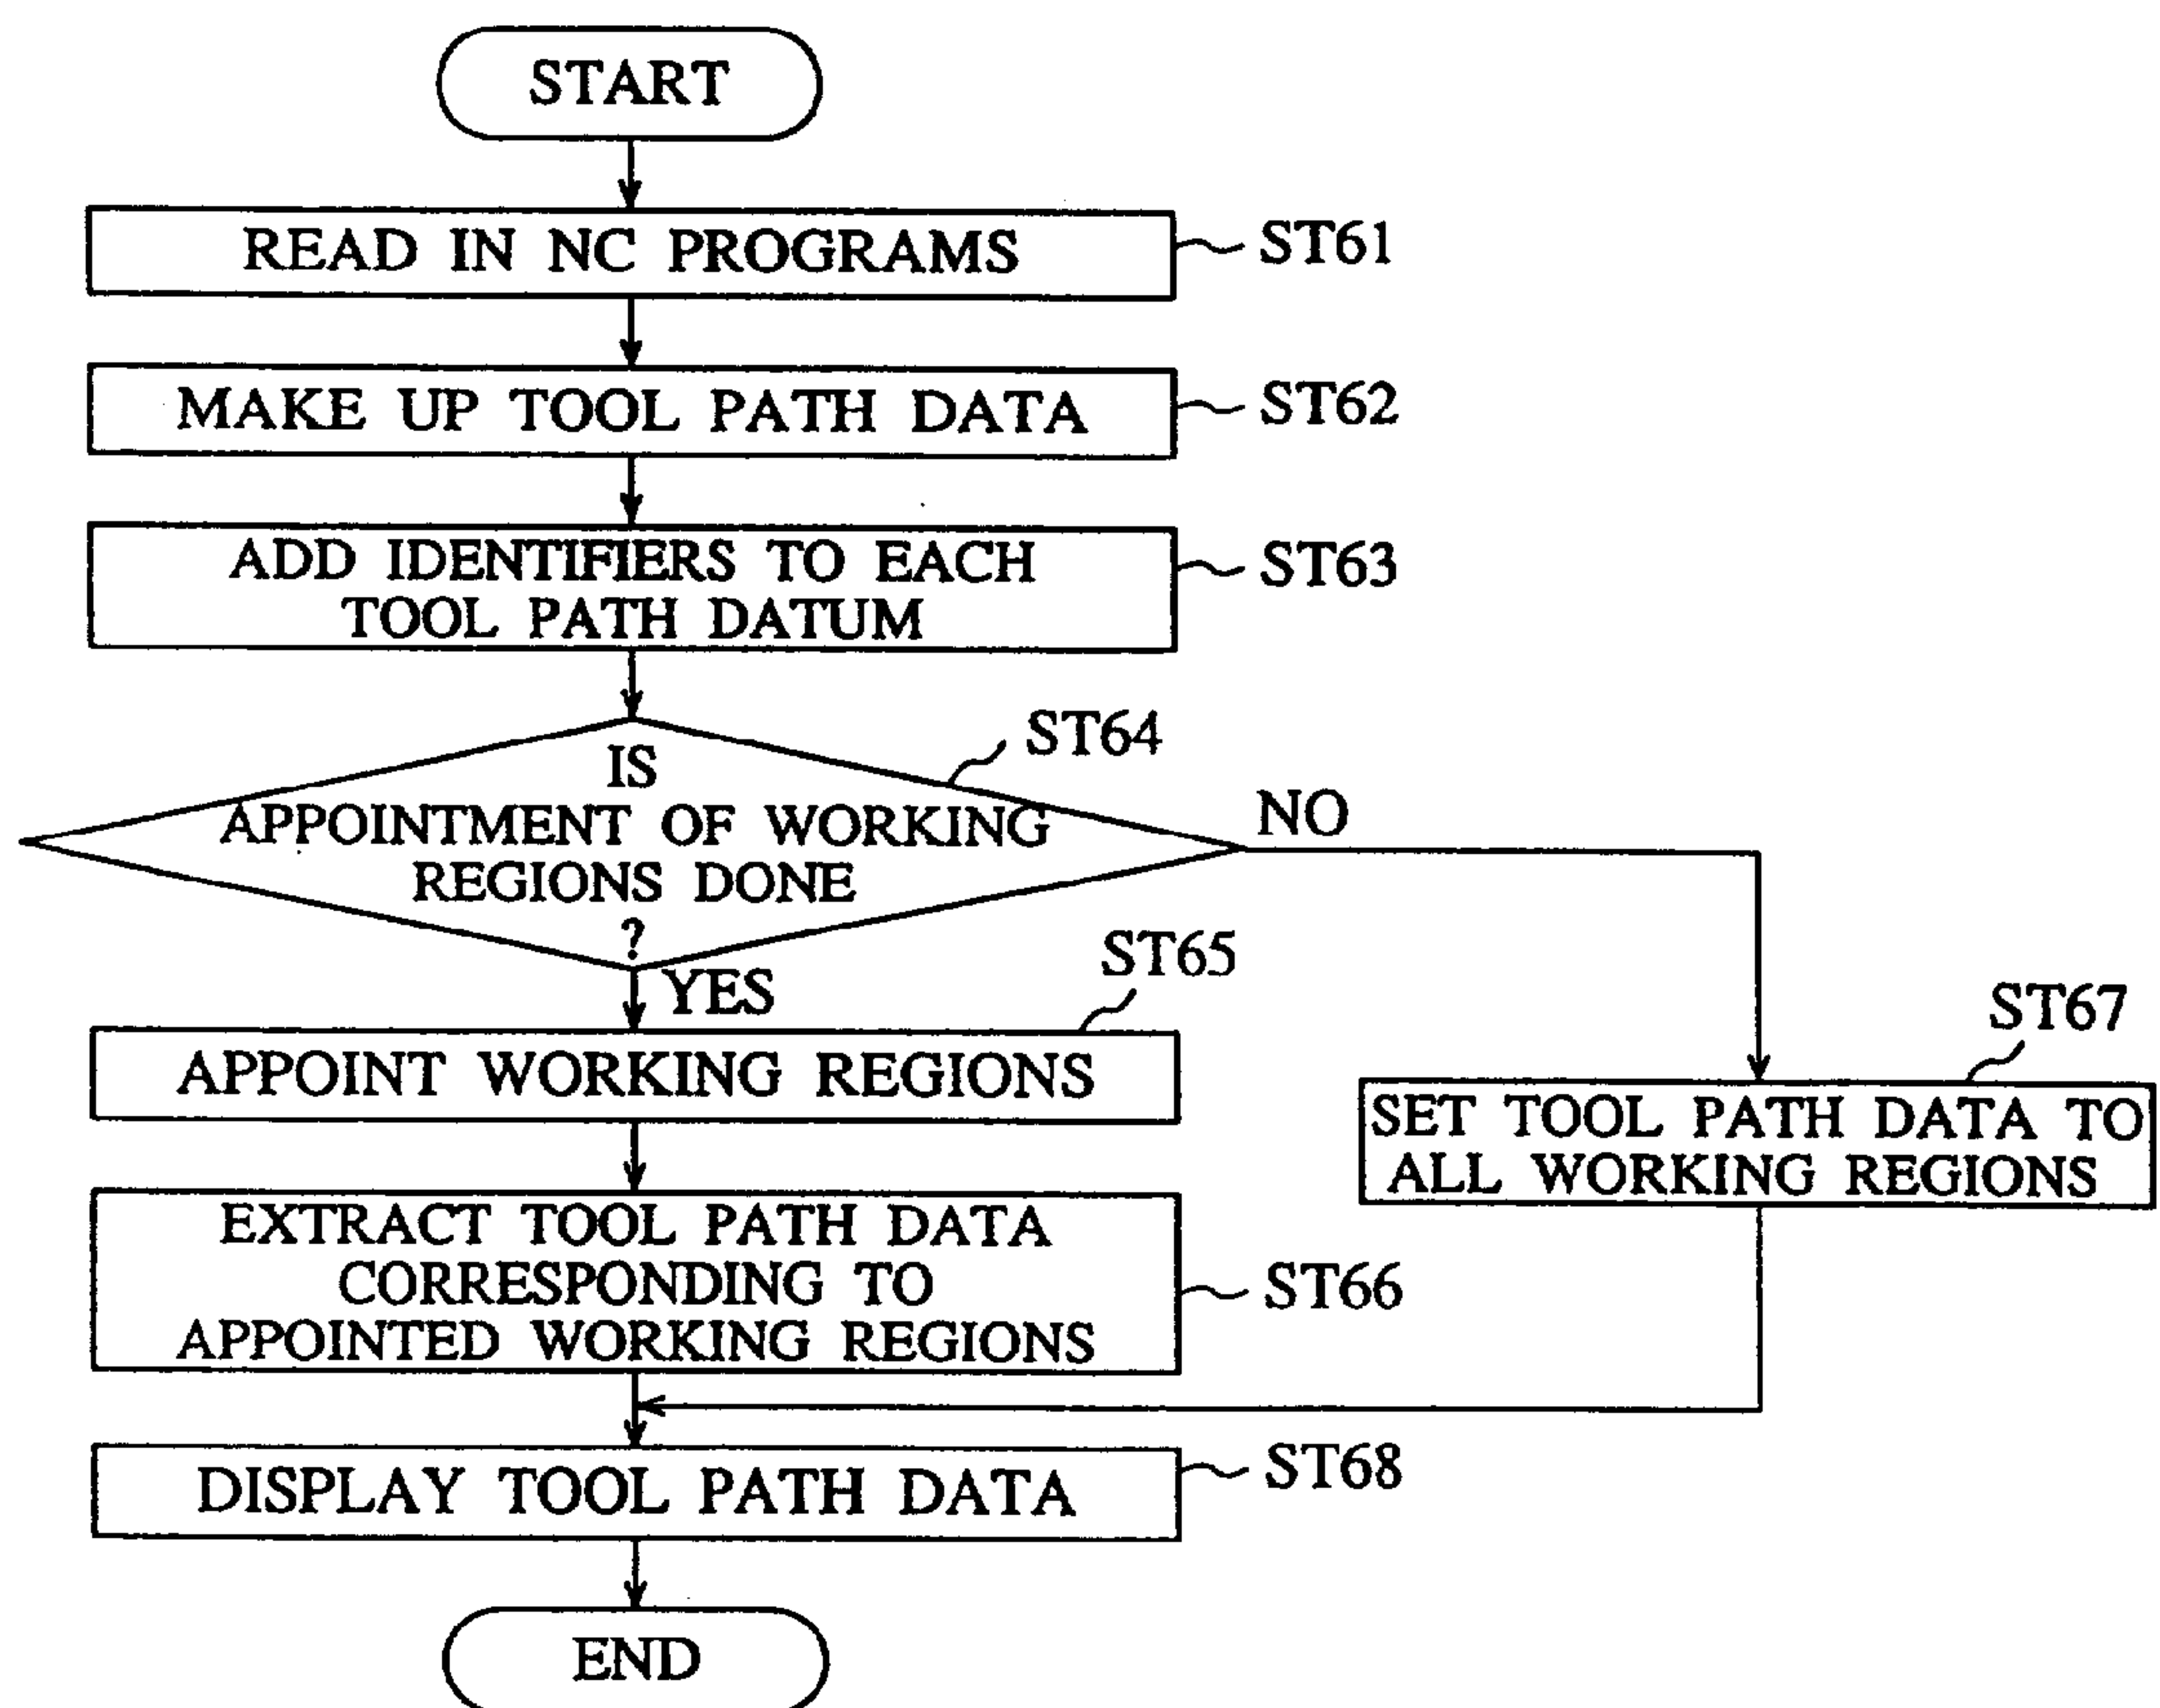 START
READ IN NC PROGRAMS
ST61
MAKE UP TOOL PATH DATA
ST62
ADD IDENTIFIERS TO EACH
TOOL PATH DATUM
ST63
ST64
IS
APPOINTMENT OF WORKING
REGIONS DONE
?
NO
YES
ST65
APPOINT WORKING REGIONS
ST67
SET TOOL PATH DATA TO
ALL WORKING REGIONS
EXTRACT TOOL PATH DATA
CORRESPONDING TO
APPOINTED WORKING REGIONS
ST66
DISPLAY TOOL PATH DATA
ST68
END